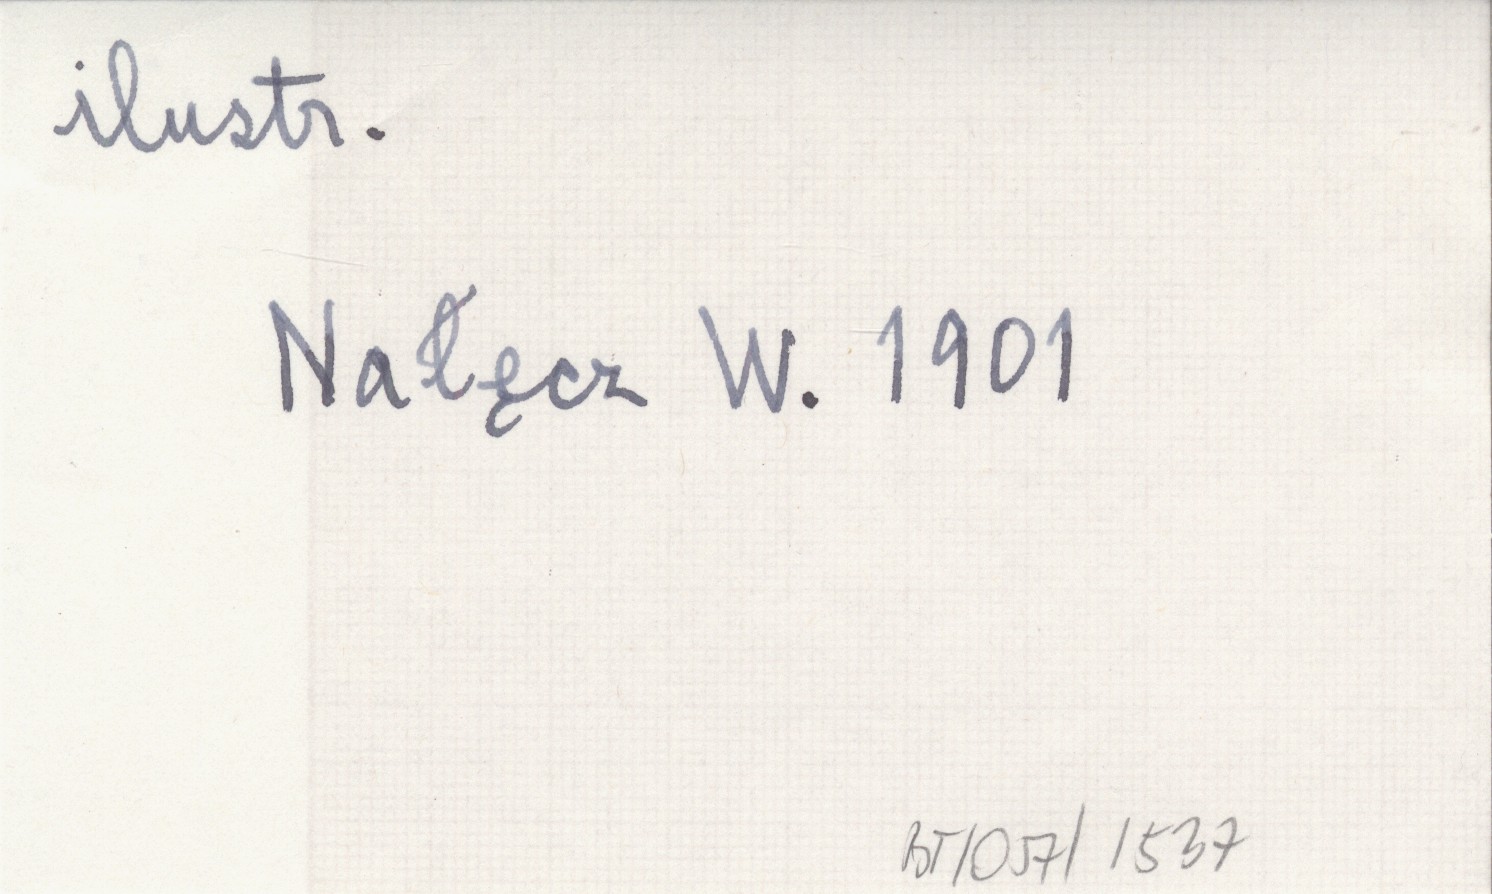 ilustr.
Nałęcz W. 1901
BT/057/1537